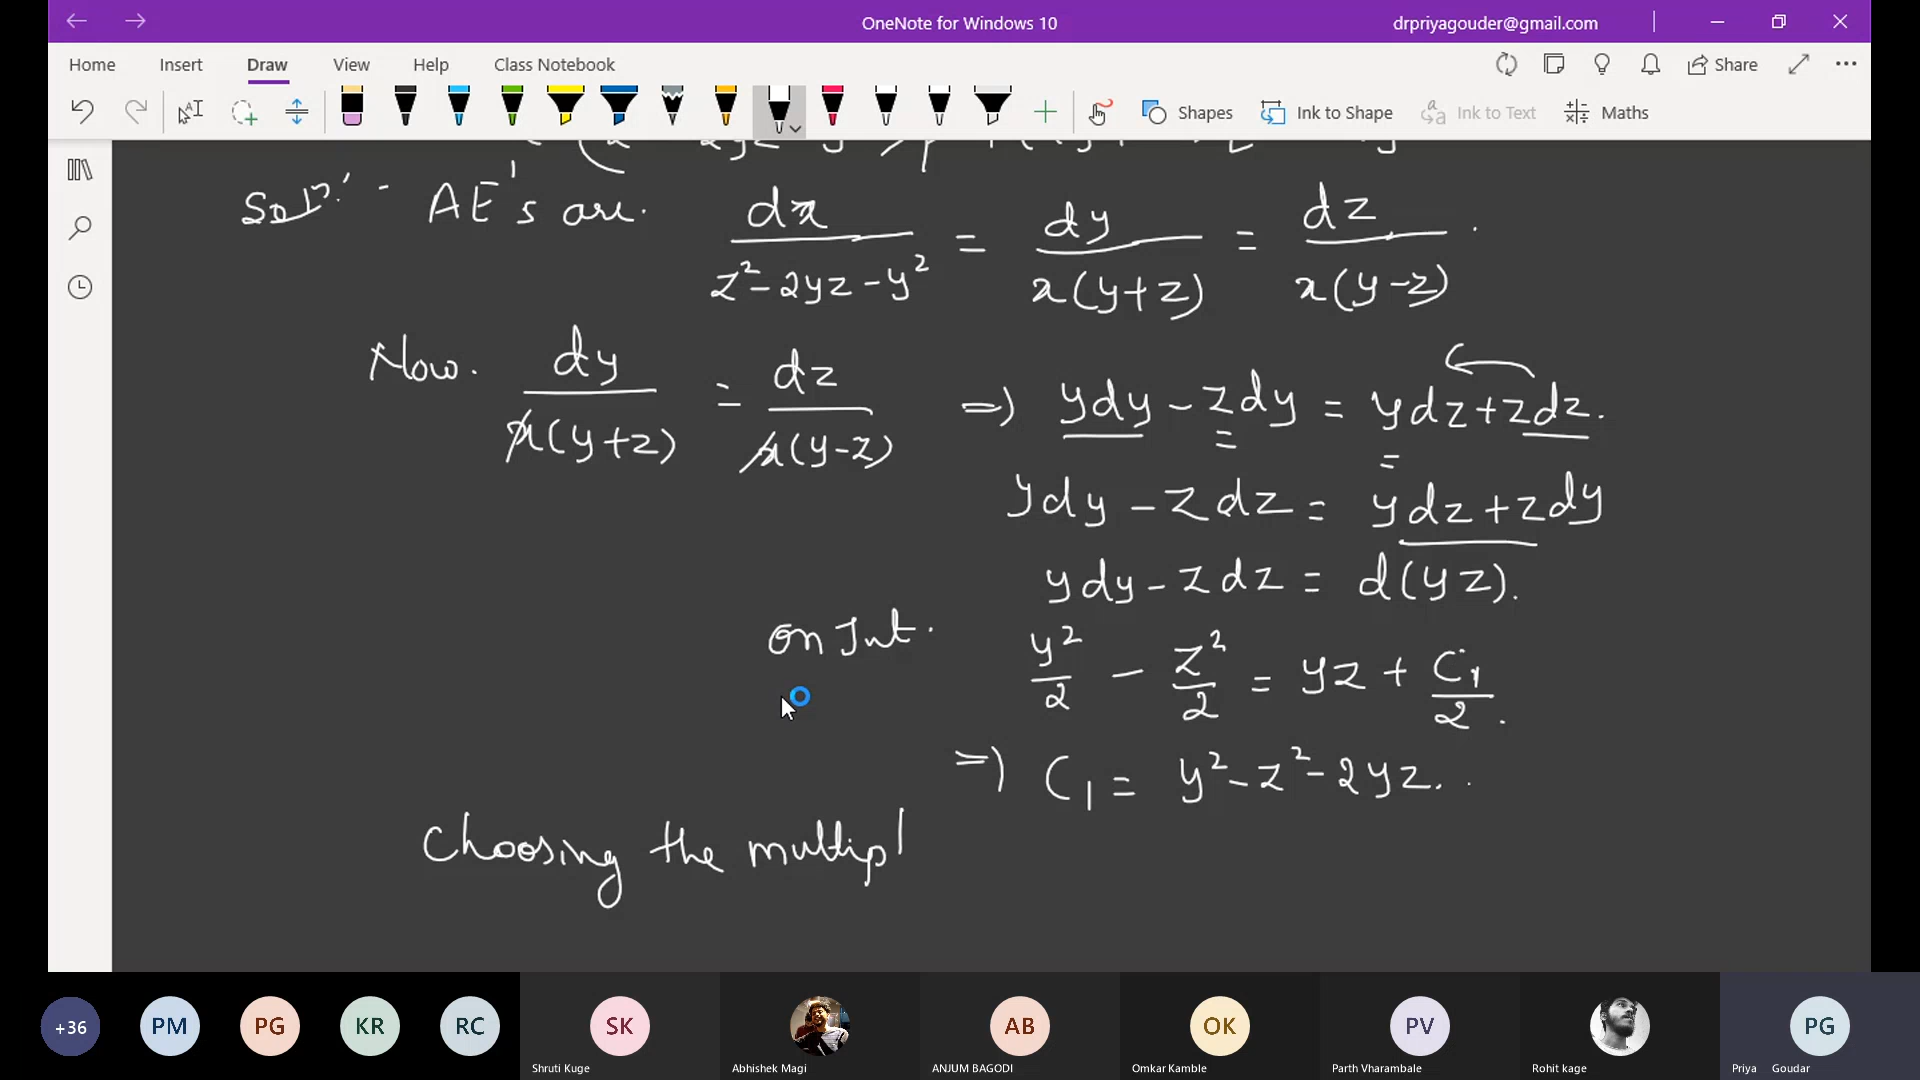 OneNote for Windows 10
drpriyagouder@gmail.com
Home Insert Draw View Help Class Notebook
Share
Shapes Ink to Shape Ink to Text Maths
Solⁿ:- AE's are. dx/(z²-2yz-y²) = dy/(x(y+z)) = dz/(x(y-z)).
Now. dy/(x(y+z)) = dz/(x(y-z)) => ydy - zdy = ydz+zdz.
ydy - zdz = ydz+zdy
ydy - zdz = d(yz).
on Int. y²/2 - z²/2 = yz + C₁/2.
=> C₁ = y²-z²-2yz.
Choosing the multipl
+36 PM PG KR RC SK AB OK PV PG
Shruti Kuge Abhishek Magi ANJUM BAGODI Omkar Kamble Parth Vharambale Rohit kage Priya Goudar